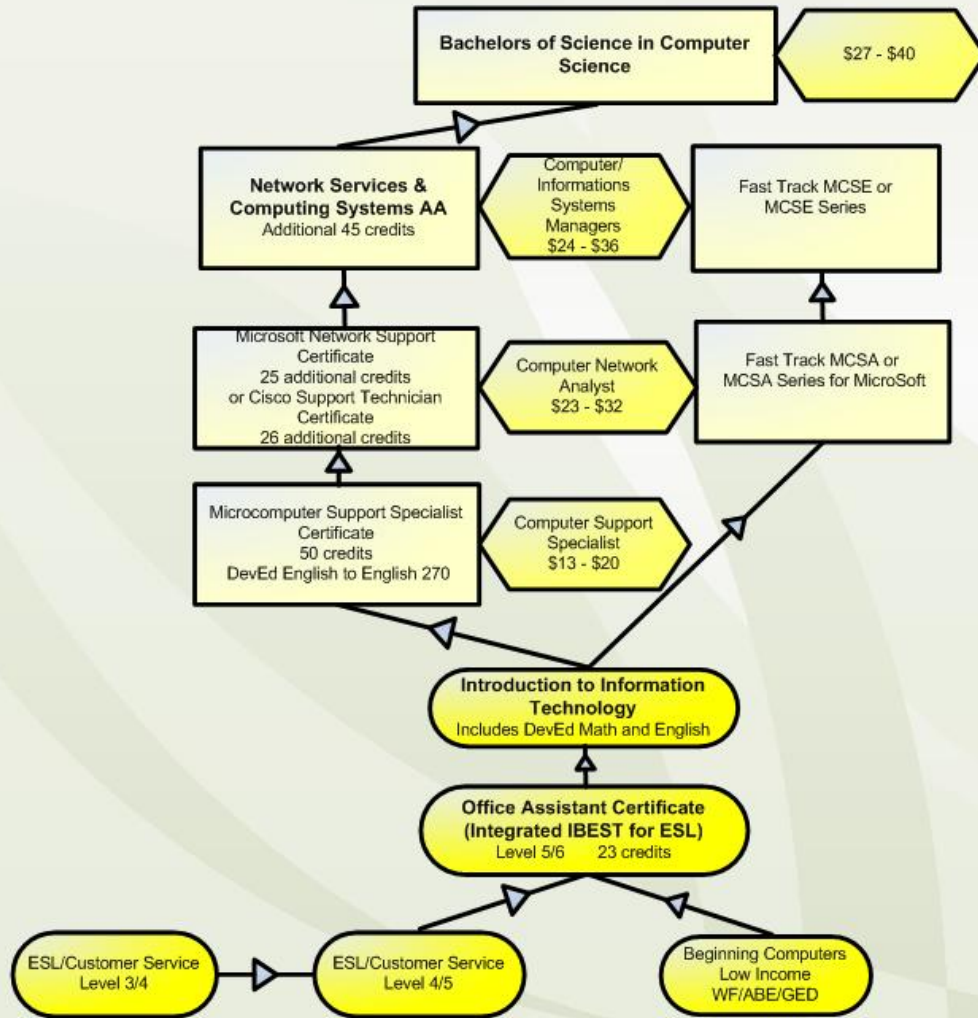 Bachelors of Science in Computer
Science
$27 - $40
Network Services &
Computing Systems AA
Additional 45 credits
Computer/
Informations
Systems
Managers
$24 - $36
Fast Track MCSE or
MCSE Series
Microsoft Network Support
Certificate
25 additional credits
or Cisco Support Technician
Certificate
26 additional credits
Computer Network
Analyst
$23 - $32
Fast Track MCSA or
MCSA Series for MicroSoft
Microcomputer Support Specialist
Certificate
50 credits
DevEd English to English 270
Computer Support
Specialist
$13 - $20
Introduction to Information
Technology
Includes DevEd Math and English
Office Assistant Certificate
(Integrated IBEST for ESL)
Level 5/6 23 credits
ESL/Customer Service
Level 3/4
ESL/Customer Service
Level 4/5
Beginning Computers
Low Income
WF/ABE/GED